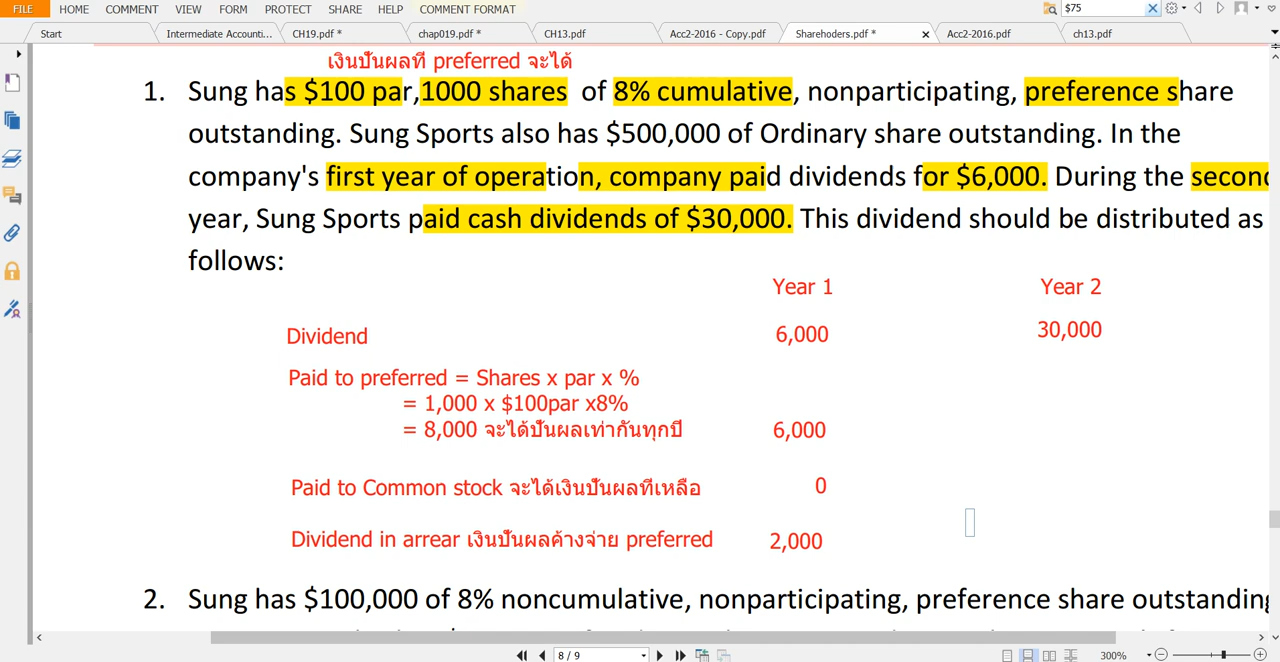 FILE HOME COMMENT VIEW FORM PROTECT SHARE HELP COMMENT FORMAT $75
Start Intermediate Accounti... CH19.pdf * chap019.pdf * CH13.pdf Acc2-2016 - Copy.pdf Shareholders.pdf * Acc2-2016.pdf ch13.pdf
เงินปันผลที่ preferred จะได้
1. Sung has $100 par,1000 shares of 8% cumulative, nonparticipating, preference share
outstanding. Sung Sports also has $500,000 of Ordinary share outstanding. In the
company's first year of operation, company paid dividends for $6,000. During the second
year, Sung Sports paid cash dividends of $30,000. This dividend should be distributed as
follows:
Year 1 Year 2
Dividend 6,000 30,000
Paid to preferred = Shares x par x %
= 1,000 x $100par x8%
= 8,000 จะได้ปันผลเท่ากันทุกปี 6,000
Paid to Common stock จะได้เงินปันผลที่เหลือ 0
Dividend in arrear เงินปันผลค้างจ่าย preferred 2,000
2. Sung has $100,000 of 8% noncumulative, nonparticipating, preference share outstanding
8 / 9 300%